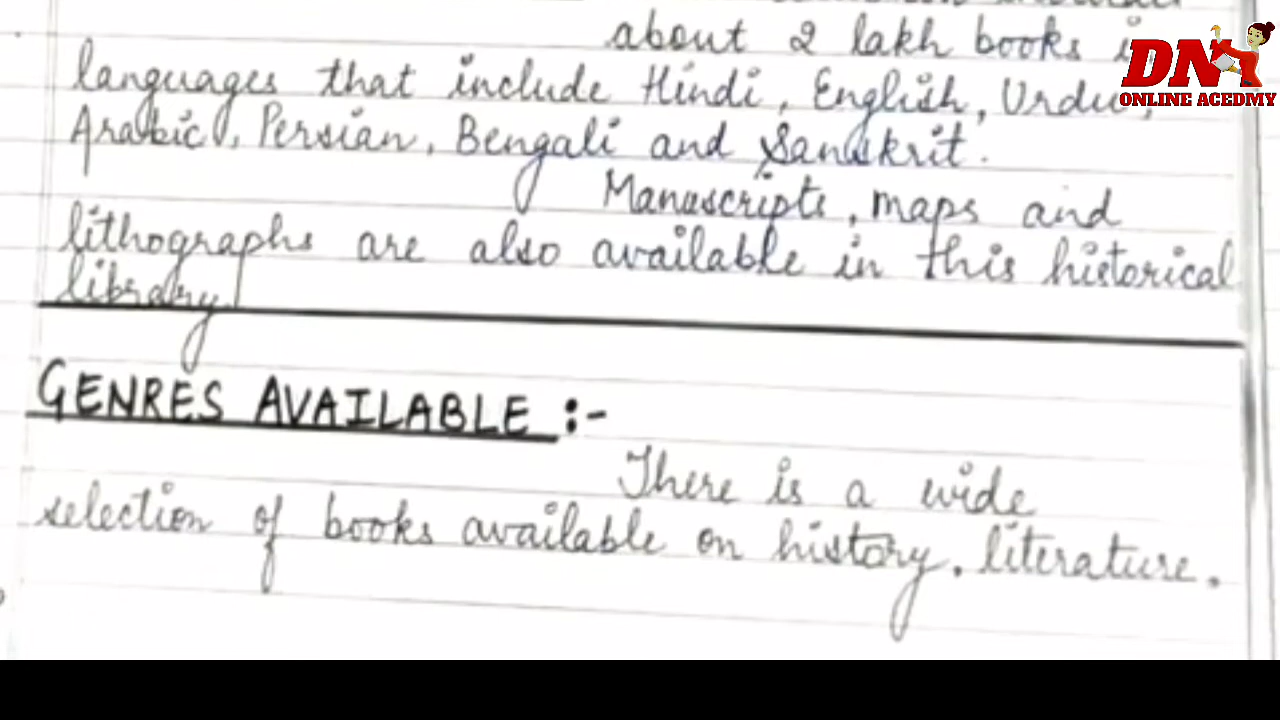 about 2 lakh books
languages that include Hindi, English, Urdu,
Arabic, Persian, Bengali and Sanskrit.
Manuscripts, maps and
lithographs are also available in this historical
library
GENRES AVAILABLE :-
There is a wide
selection of books available on history, literature,
DN
ONLINE ACEDMY